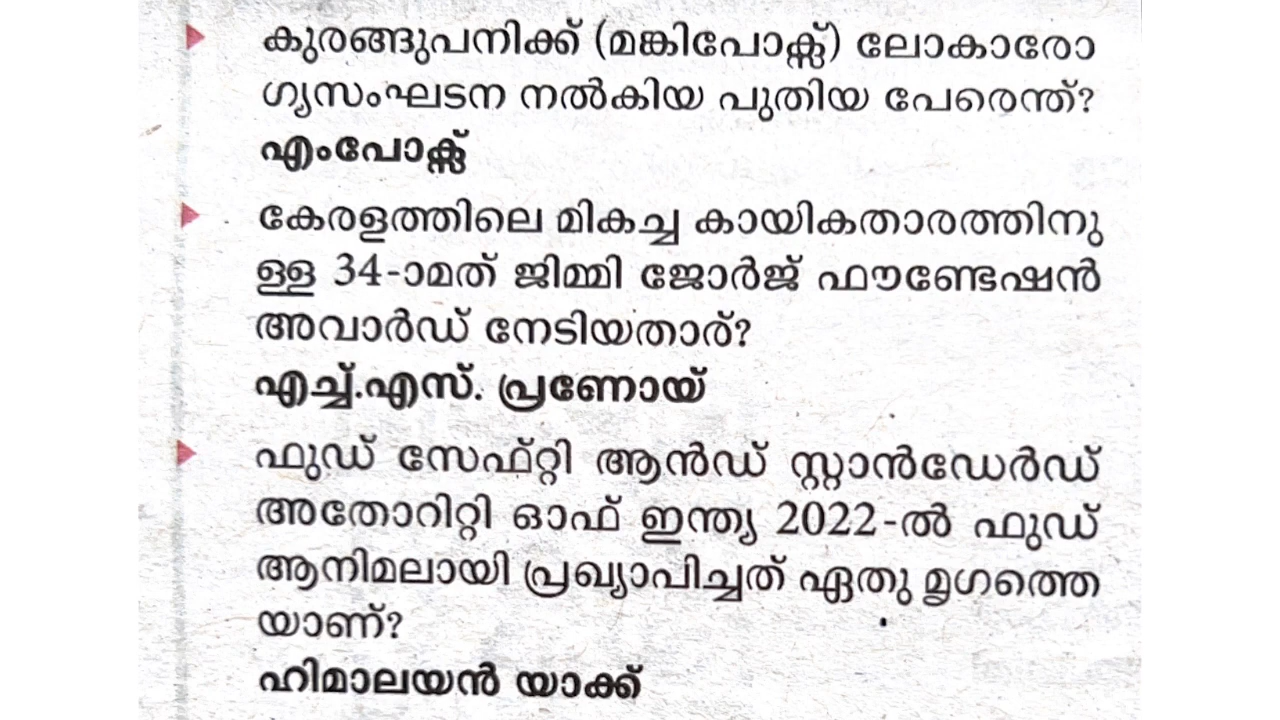 കുരങ്ങുപനിക്ക് (മങ്കിപോക്സ്) ലോകാരോ
ഗ്യസംഘടന നൽകിയ പുതിയ പേരെന്ത്?
എംപോക്സ്
കേരളത്തിലെ മികച്ച കായികതാരത്തിനു
ള്ള 34-ാമത് ജിമ്മി ജോർജ് ഫൗണ്ടേഷൻ
അവാർഡ് നേടിയതാര്?
എച്ച്.എസ്. പ്രണോയ്
ഫുഡ് സേഫ്റ്റി ആൻഡ് സ്റ്റാൻഡേർഡ്
അതോറിറ്റി ഓഫ് ഇന്ത്യ 2022-ൽ ഫുഡ്
ആനിമലായി പ്രഖ്യാപിച്ചത് ഏതു മൃഗത്തെ
യാണ്?
ഹിമാലയൻ യാക്ക്